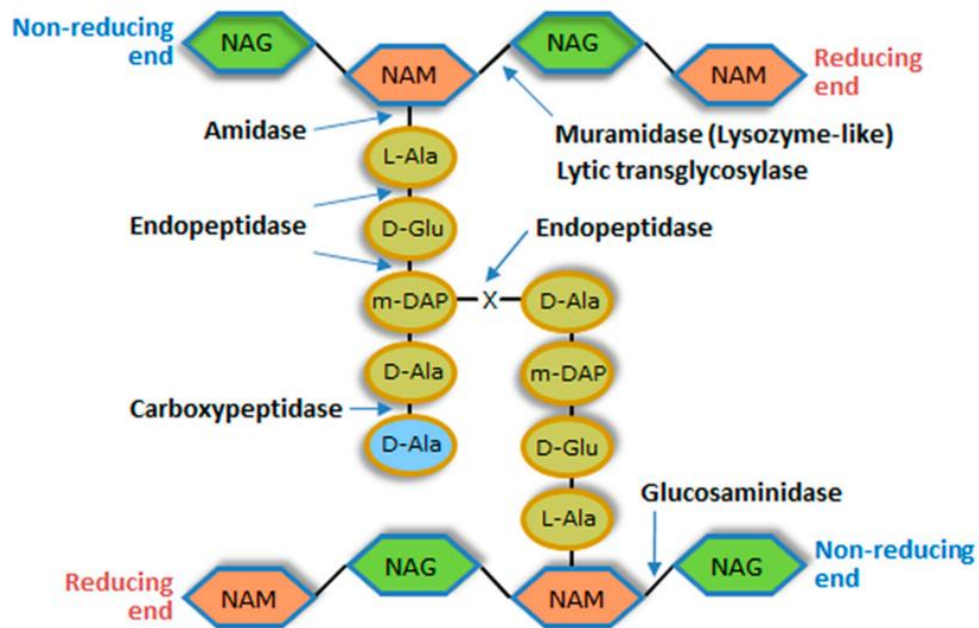 Non-reducing
end
NAG
NAM
NAG
NAM
Reducing
end
Amidase
Muramidase (Lysozyme-like)
Lytic transglycosylase
L-Ala
Endopeptidase
D-Glu
Endopeptidase
m-DAP
X
D-Ala
D-Ala
m-DAP
Carboxypeptidase
D-Ala
D-Glu
L-Ala
Glucosaminidase
Reducing
end
NAM
NAG
NAM
NAG
Non-reducing
end